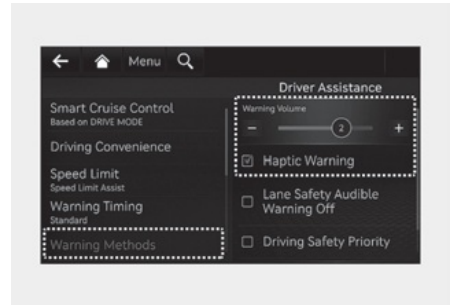 Menu
Driver Assistance
Smart Cruise Control
Based on DRIVE MODE
Driving Convenience
Speed Limit
Speed Limit Assist
Warning Timing
Standard
Warning Methods
Warning Volume
2
Haptic Warning
Lane Safety Audible
Warning Off
Driving Safety Priority